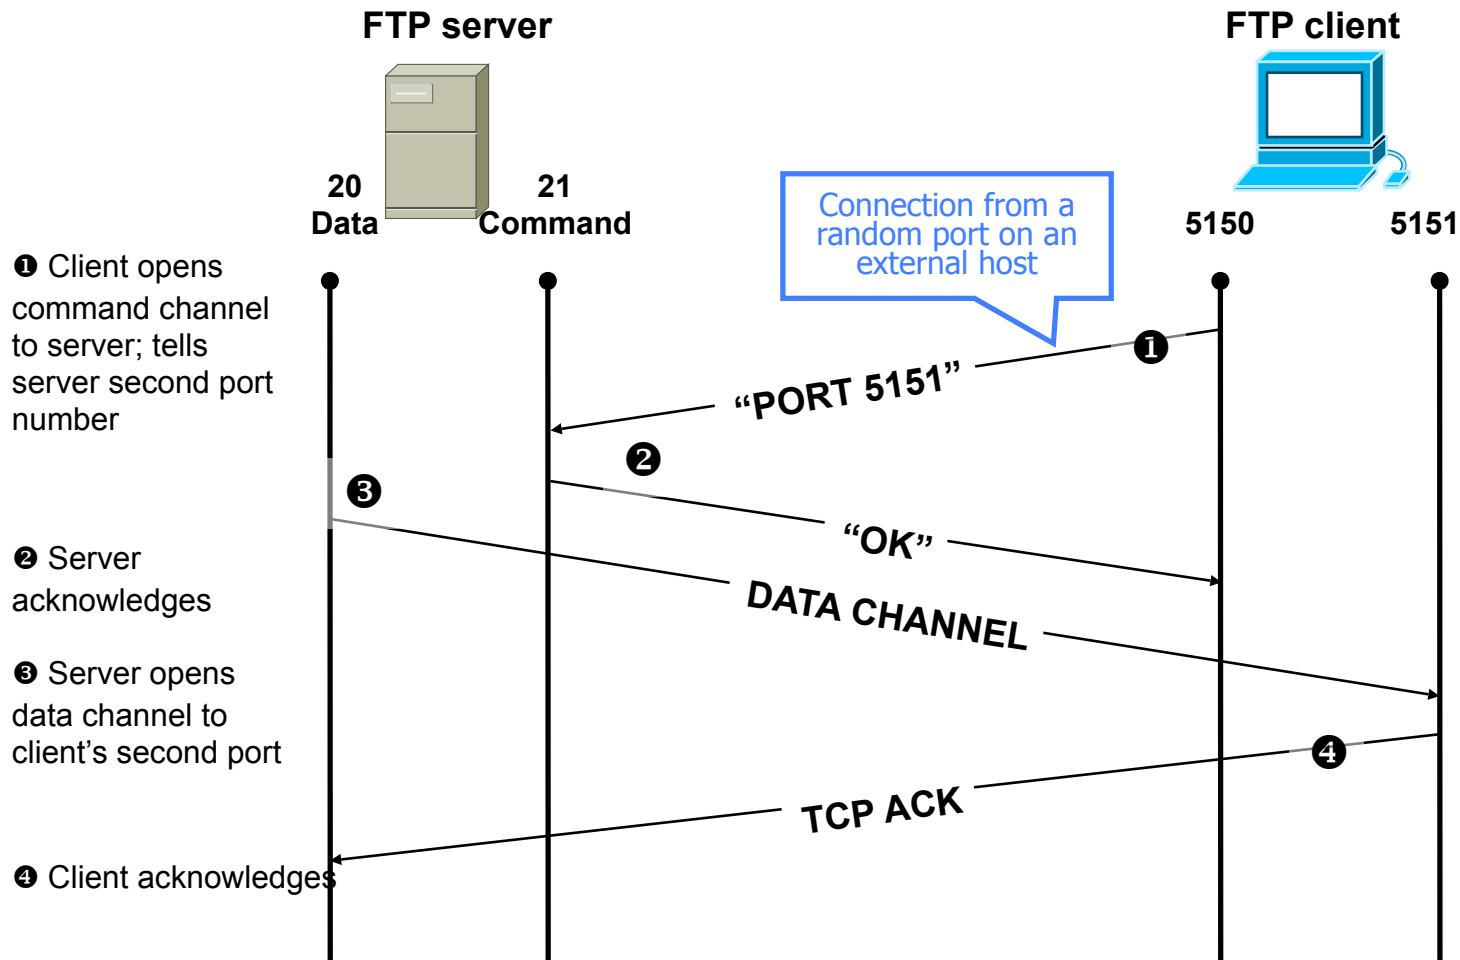 FTP server
FTP client
20
Data
21
Command
Connection from a
random port on an
external host
5150
5151
❶ Client opens
command channel
to server; tells
server second port
number
❶
“PORT 5151”
❷
❸
“OK”
❷ Server
acknowledges
DATA CHANNEL
❸ Server opens
data channel to
client’s second port
❹
TCP ACK
❹ Client acknowledges